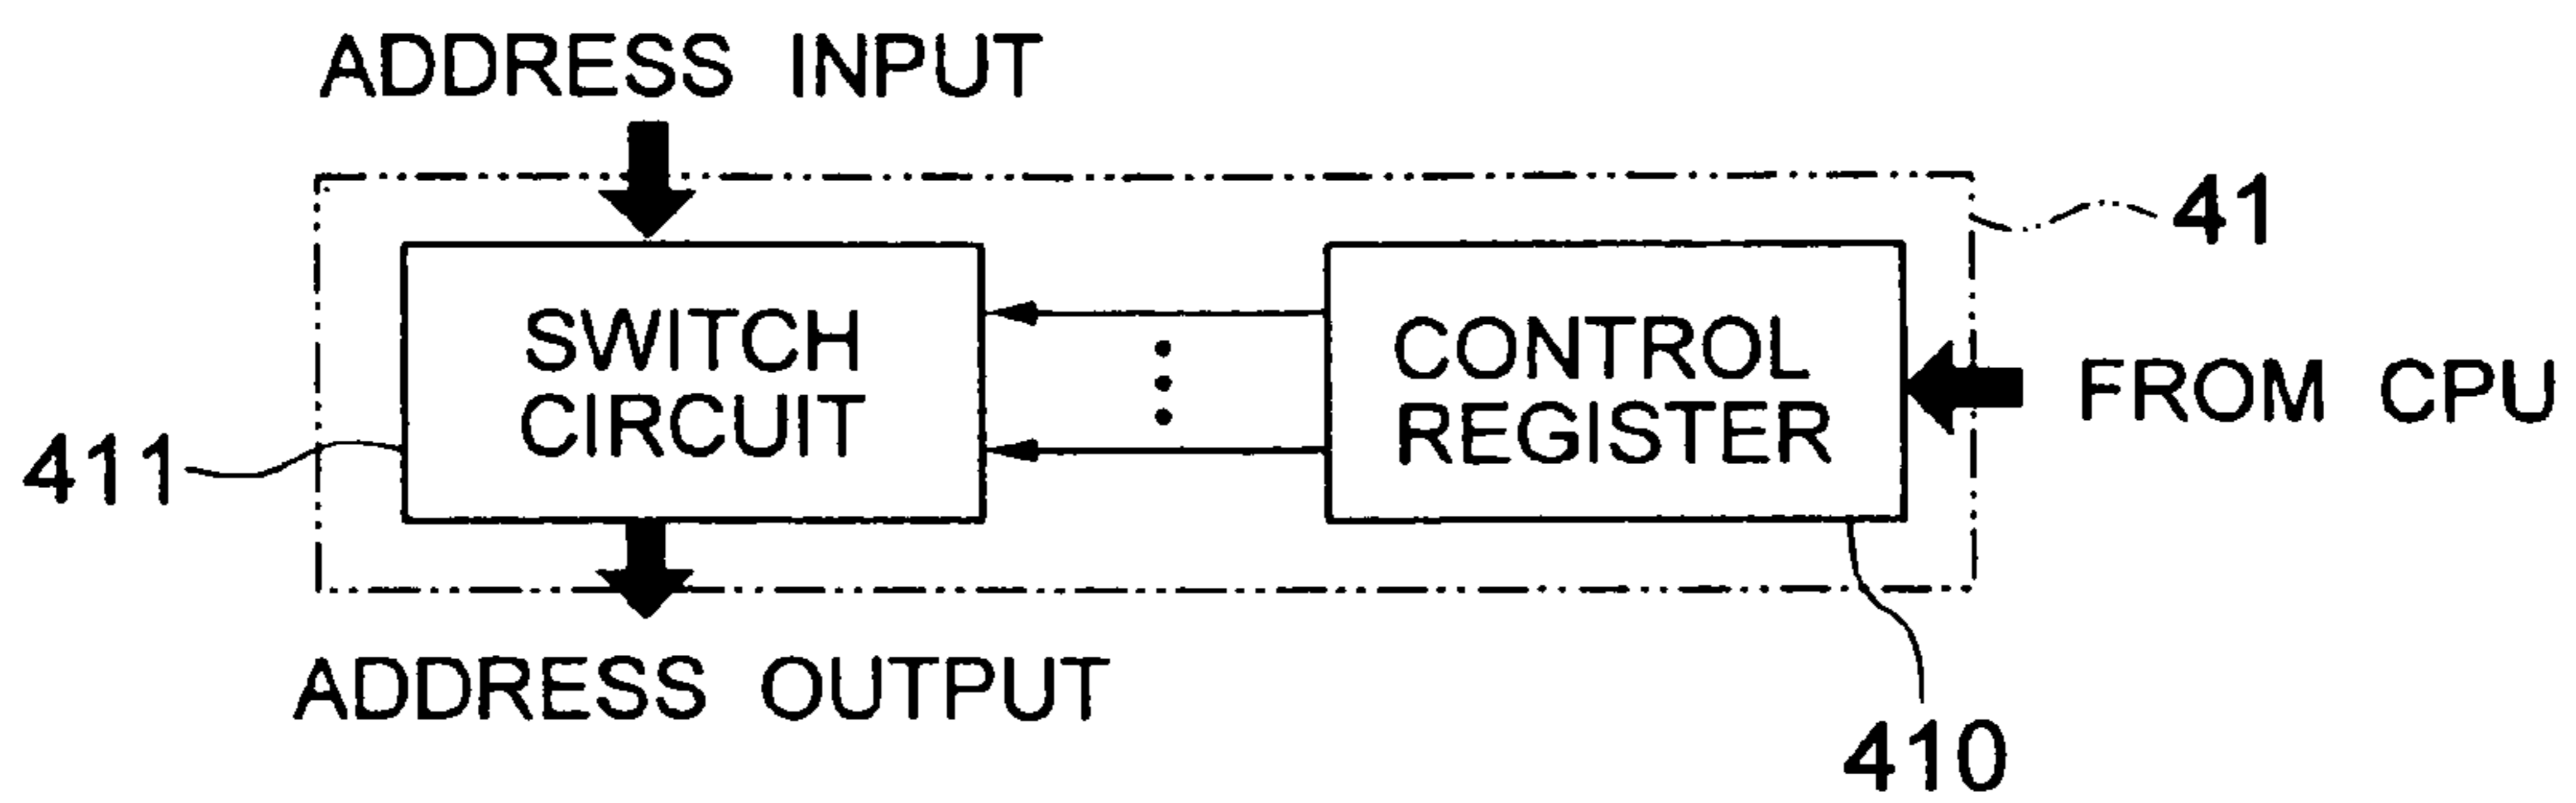 ADDRESS INPUT
41
SWITCH
CIRCUIT
CONTROL
REGISTER
FROM CPU
411
ADDRESS OUTPUT
410